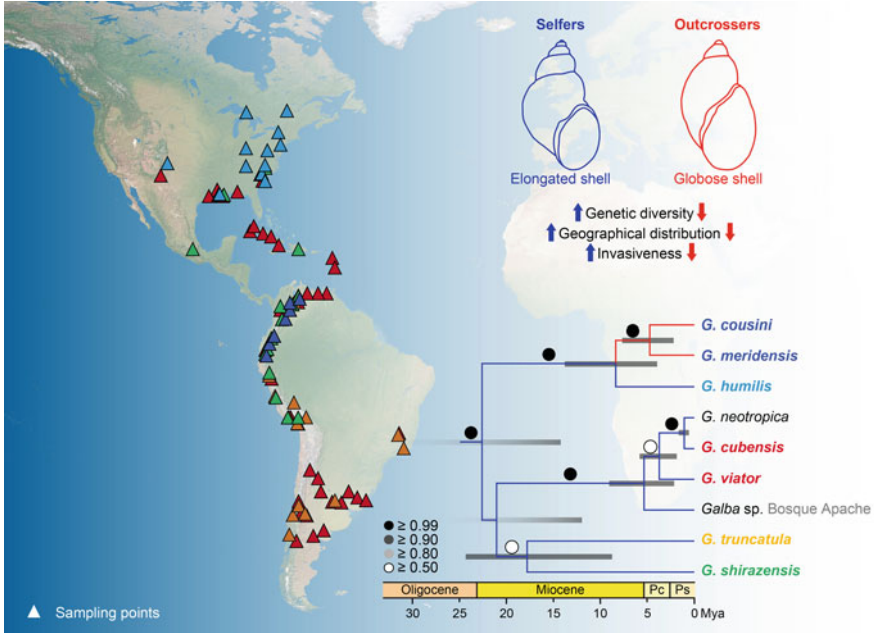 Selfers
Outcrossers
Elongated shell
Globose shell
Genetic diversity
Geographical distribution
Invasiveness
G. cousini
G. meridensis
G. humilis
G. neotropica
G. cubensis
G. viator
Galba sp. Bosque Apache
G. truncatula
G. shirazensis
≥ 0.99
≥ 0.90
≥ 0.80
≥ 0.50
Oligocene Miocene Pc Ps
30 25 20 15 10 5 0 Mya
Sampling points